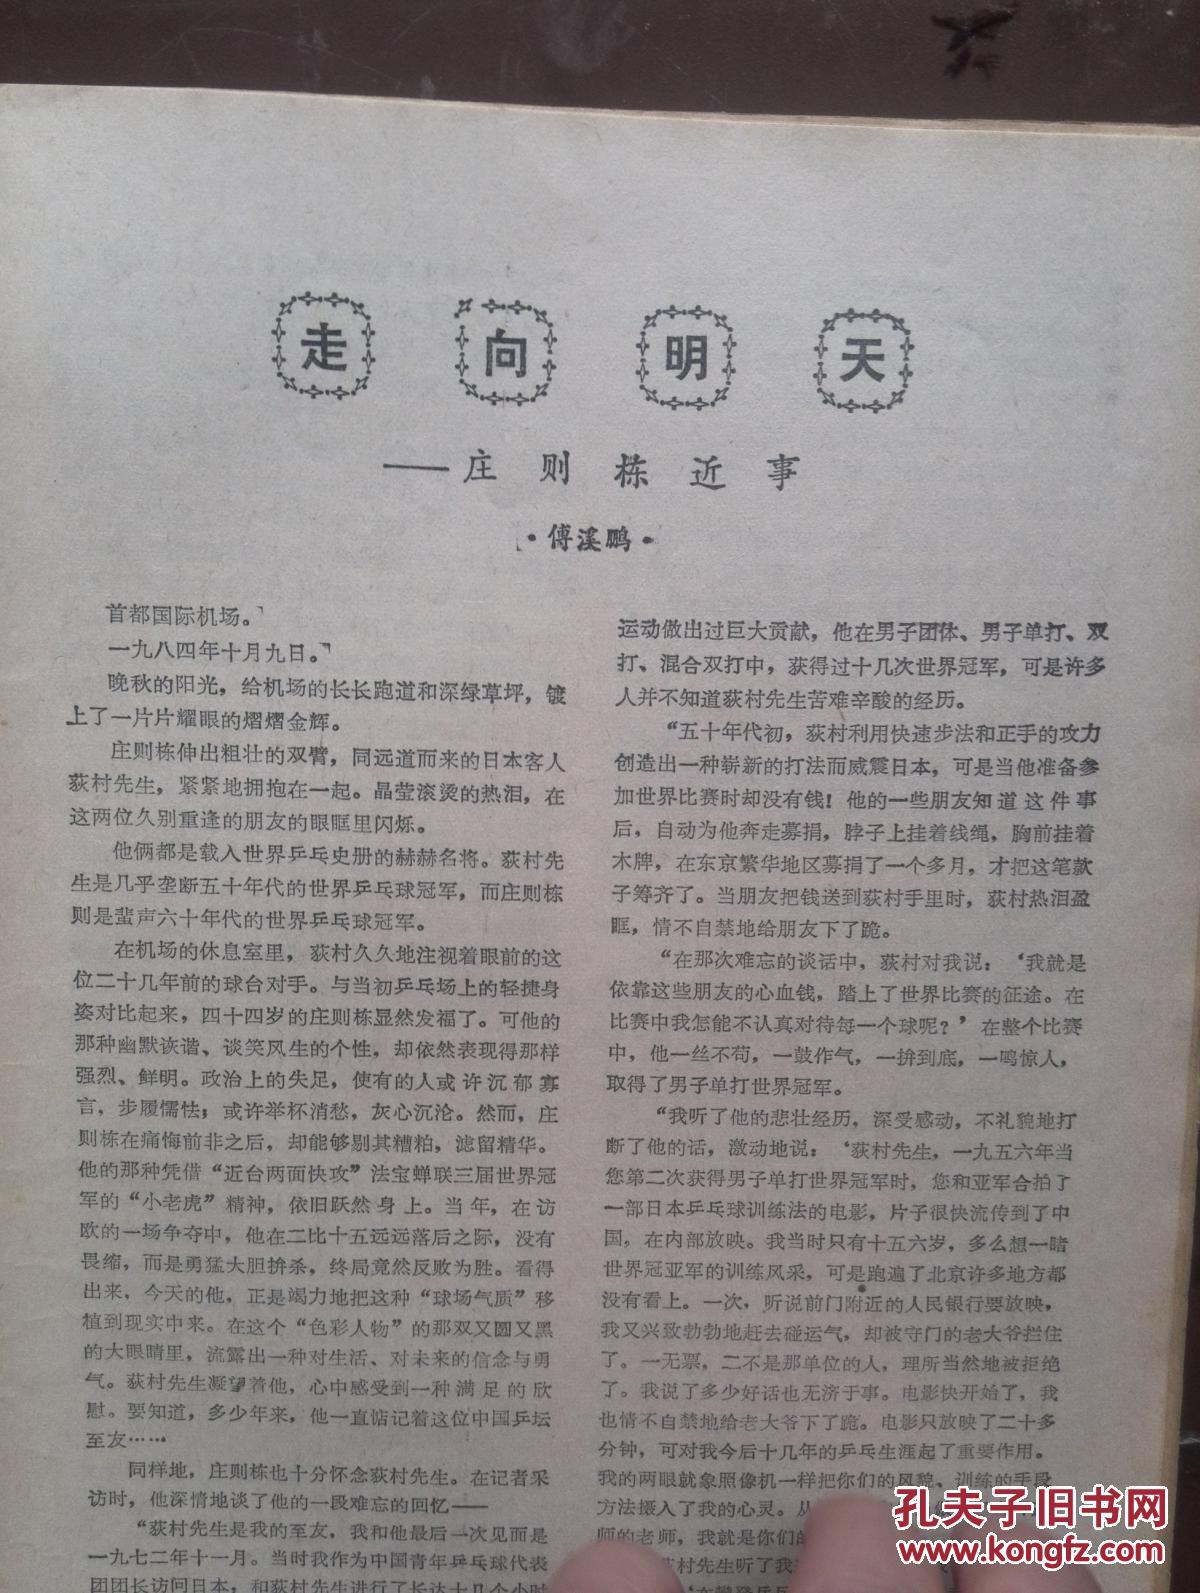 走向明天
——庄则栋近事
·傅溪鹏·
首都国际机场。
一九八四年十月九日。
晚秋的阳光，给机场的长长跑道和深绿草坪，镀
上了一片片耀眼的熠熠金辉。
庄则栋伸出粗壮的双臂，同远道而来的日本客人
荻村先生，紧紧地拥抱在一起。晶莹滚烫的热泪，在
这两位久别重逢的朋友的眼眶里闪烁。
他俩都是载入世界乒乓史册的赫赫名将。荻村先
生是几乎垄断五十年代的世界乒乓球冠军，而庄则栋
则是蜚声六十年代的世界乒乓球冠军。
在机场的休息室里，荻村久久地注视着眼前的这
位二十几年前的球台对手。与当初乒乓场上的轻捷身
姿对比起来，四十四岁的庄则栋显然发福了。可他的
那种幽默诙谐、谈笑风生的个性，却依然表现得那样
强烈、鲜明。政治上的失足，使有的人或许沉郁寡
言，步履懦怯；或许举杯消愁，灰心沉沦。然而，庄
则栋在痛悔前非之后，却能够剔其糟粕，滤留精华。
他的那种凭借“近台两面快攻”法宝蝉联三届世界冠
军的“小老虎”精神，依旧跃然身上。当年，在访
欧的一场争夺中，他在二比十五远远落后之际，没有
畏缩，而是勇猛大胆拚杀，终局竟然反败为胜。看得
出来，今天的他，正是竭力地把这种“球场气质”移
植到现实中来。在这个“色彩人物”的那双又圆又黑
的大眼睛里，流露出一种对生活、对未来的信念与勇
气。荻村先生凝望着他，心中感受到一种满足的欣
慰。要知道，多少年来，他一直惦记着这位中国乒坛
至友……
同样地，庄则栋也十分怀念荻村先生。在记者采
访时，他深情地谈了他的一段难忘的回忆——
“荻村先生是我的至友，我和他最后一次见面是
一九七二年十一月。当时我作为中国青年乒乓球代表
团团长访问日本，和荻村先生进行了长达十几个小时
运动做出过巨大贡献，他在男子团体、男子单打、双
打、混合双打中，获得过十几次世界冠军，可是许多
人并不知道荻村先生苦难辛酸的经历。
“五十年代初，荻村利用快速步法和正手的攻力
创造出一种崭新的打法而威震日本，可是当他准备参
加世界比赛时却没有钱！他的一些朋友知道这件事
后，自动为他奔走募捐，脖子上挂着线绳，胸前挂着
木牌，在东京繁华地区募捐了一个多月，才把这笔款
子筹齐了。当朋友把钱送到荻村手里时，荻村热泪盈
眶，情不自禁地给朋友下了跪。
“在那次难忘的谈话中，荻村对我说：‘我就是
依靠这些朋友的心血钱，踏上了世界比赛的征途。在
比赛中我怎能不认真对待每一个球呢？’在整个比赛
中，他一丝不苟，一鼓作气，一拚到底，一鸣惊人，
取得了男子单打世界冠军。
“我听了他的悲壮经历，深受感动，不礼貌地打
断了他的话，激动地说：‘荻村先生，一九五六年当
您第二次获得男子单打世界冠军时，您和亚军合拍了
一部日本乒乓球训练法的电影，片子很快流传到了中
国，在内部放映。我当时只有十五六岁，多么想一睹
世界冠亚军的训练风采，可是跑遍了北京许多地方都
没有看上。一次，听说前门附近的人民银行要放映，
我又兴致勃勃地赶去碰运气，却被守门的老大爷拦住
了。一无票，二不是那单位的人，理所当然地被拒绝
了。我说了多少好话也无济于事。电影快开始了，我
也情不自禁地给老大爷下了跪。电影只放映了二十多
分钟，可对我今后十几年的乒乓生涯起了重要作用。
我的两眼就象照像机一样把你们的风貌、训练的手段
方法摄入了我的心灵。从
师的老师，我就是你们的
荻村先生听了我
孔夫子旧书网
www.kongfz.com